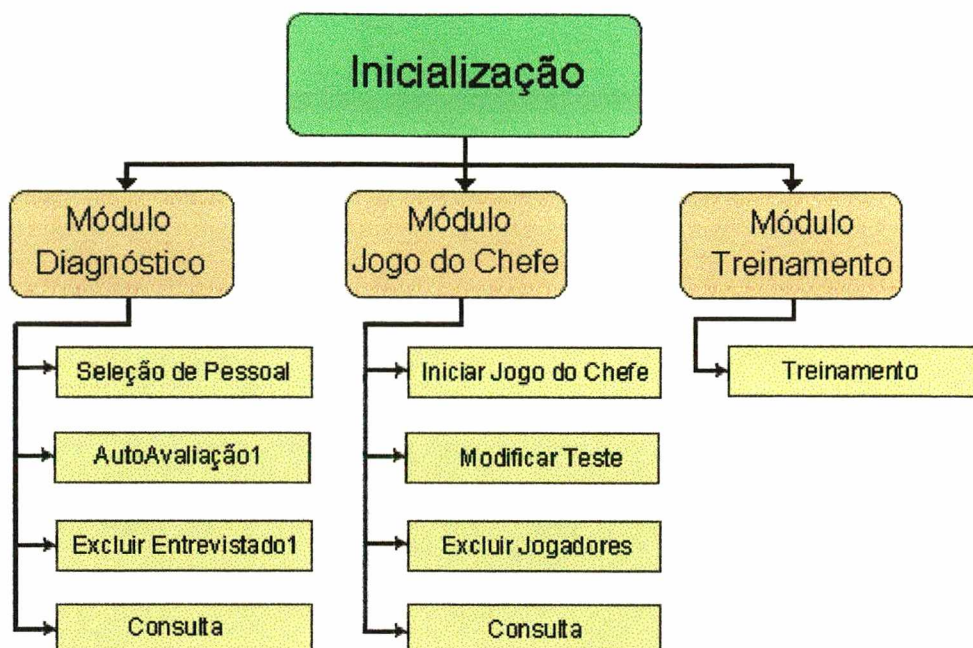 Inicialização
Módulo
Diagnóstico
Seleção de Pessoal
AutoAvaliação1
Excluir Entrevistado1
Consulta
Módulo
Jogo do Chefe
Iniciar Jogo do Chefe
Modificar Teste
Excluir Jogadores
Consulta
Módulo
Treinamento
Treinamento